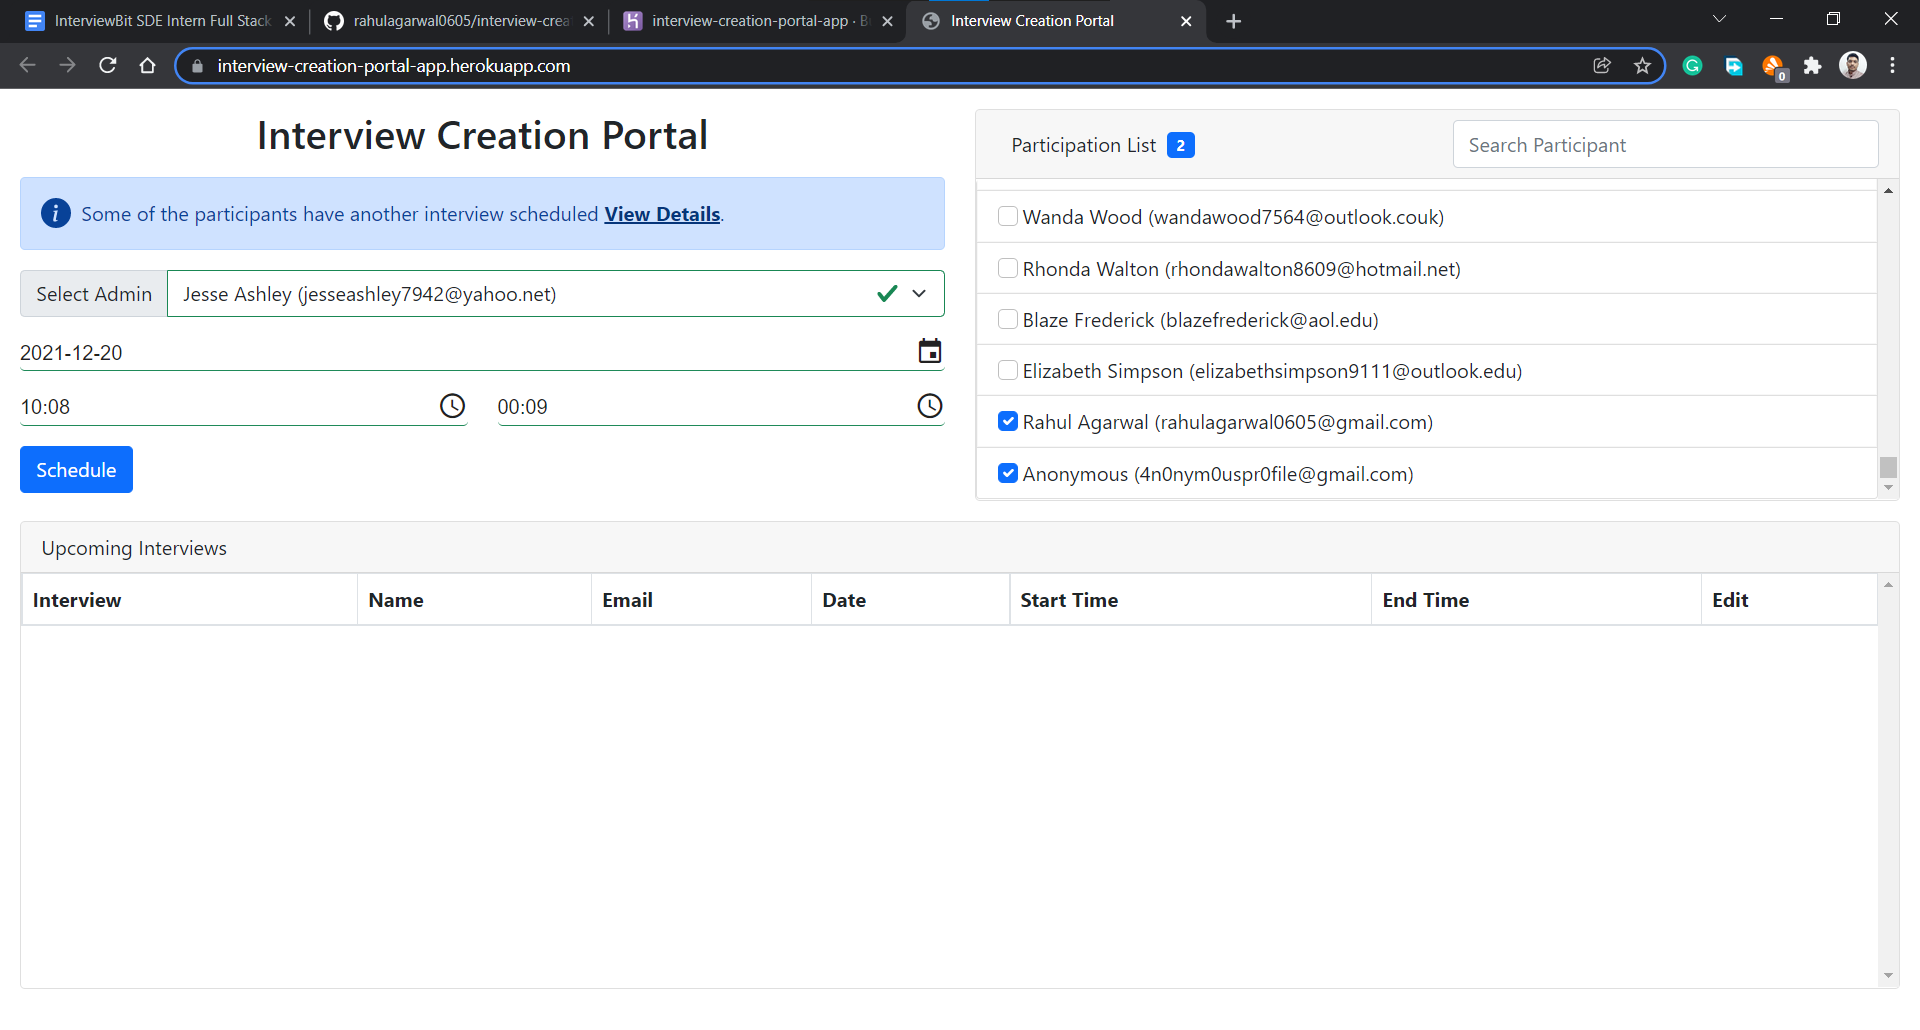 InterviewBit SDE Intern Full Stack
rahulagarwal0605/interview-crea
interview-creation-portal-app · B
Interview Creation Portal
interview-creation-portal-app.herokuapp.com
0
Interview Creation Portal
Some of the participants have another interview scheduled View Details.
Select Admin Jesse Ashley (jesseashley7942@yahoo.net)
2021-12-20
10:08 00:09
Schedule
Participation List 2 Search Participant
Wanda Wood (wandawood7564@outlook.couk)
Rhonda Walton (rhondawalton8609@hotmail.net)
Blaze Frederick (blazefrederick@aol.edu)
Elizabeth Simpson (elizabethsimpson9111@outlook.edu)
Rahul Agarwal (rahulagarwal0605@gmail.com)
Anonymous (4n0nym0uspr0file@gmail.com)
Upcoming Interviews
Interview Name Email Date Start Time End Time Edit